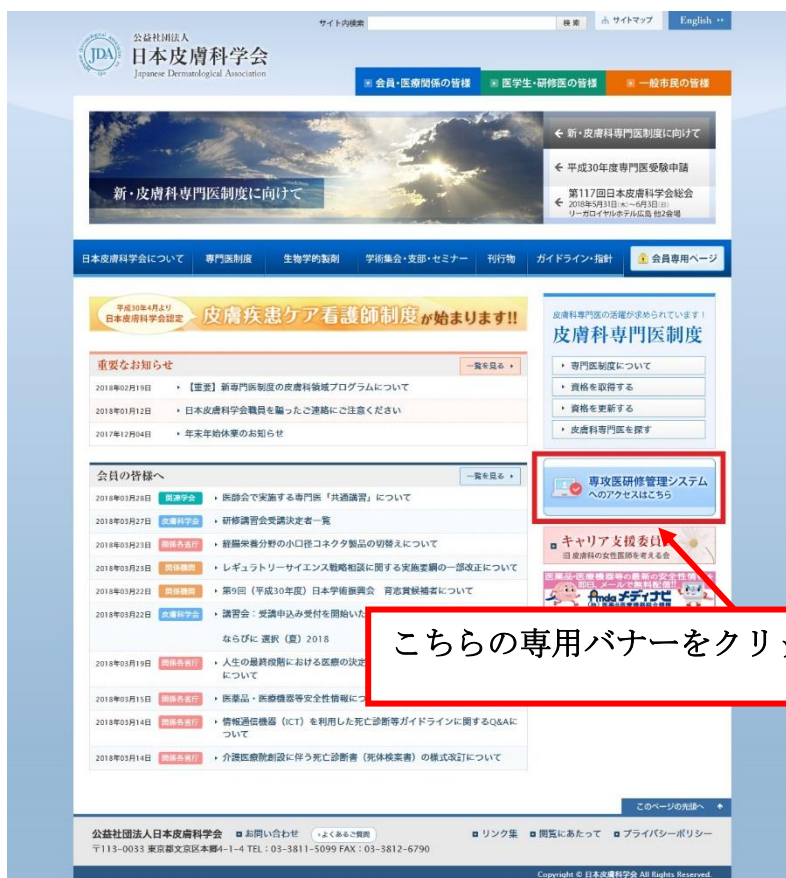 サイト内検索
検索
サイトマップ
English
公益社団法人
JDA 日本皮膚科学会
Japanese Dermatological Association
会員・医療関係の皆様
医学生・研修医の皆様
一般市民の皆様
新・皮膚科専門医制度に向けて
新・皮膚科専門医制度に向けて
平成30年度専門医受験申請
第117回日本皮膚科学会総会
2018年5月31日(木)~6月3日(日)
リーガロイヤルホテル広島 他2会場
日本皮膚科学会について
専門医制度
生物学的製剤
学術集会・支部・セミナー
刊行物
ガイドライン・指針
会員専用ページ
平成30年4月より
日本皮膚科学会認定
皮膚疾患ケア看護師制度が始まります!!
重要なお知らせ
一覧を見る
2018年02月19日 【重要】新専門医制度の皮膚科領域プログラムについて
2018年01月12日 日本皮膚科学会職員を騙ったご連絡にご注意ください
2017年12月04日 年末年始休業のお知らせ
会員の皆様へ
一覧を見る
2018年03月28日 関連学会 医師会で実施する専門医「共通講習」について
2018年03月27日 皮膚科学会 研修講習会受講決定者一覧
2018年03月23日 関係各省庁 経腸栄養分野の小口径コネクタ製品の切替えについて
2018年03月23日 関係機関 レギュラトリーサイエンス戦略相談に関する実施要綱の一部改正について
2018年03月22日 関係機関 第9回（平成30年度）日本学術振興会 育志賞候補者について
2018年03月22日 皮膚科学会 講習会：受講申込み受付を開始いた
ならびに 選択（夏）2018
2018年03月19日 関係各省庁 人生の最終段階における医療の決定
について
2018年03月15日 関係各省庁 医薬品・医療機器等安全性情報につ
2018年03月14日 関係各省庁 情報通信機器（ICT）を利用した死亡診断等ガイドラインに関するQ&Aに
ついて
2018年03月14日 関係各省庁 介護医療院創設に伴う死亡診断書（死体検案書）の様式改訂について
皮膚科専門医の活躍が求められています！
皮膚科専門医制度
専門医制度について
資格を取得する
資格を更新する
皮膚科専門医を探す
専攻医研修管理システム
へのアクセスはこちら
キャリア支援委員
旧 皮膚科の女性医師を考える会
医薬品・医療機器等の最新の安全性情
即日、メールで無料配信!!
Pmda メディナビ
こちらの専用バナーをクリッ
このページの先頭へ
公益社団法人日本皮膚科学会
お問い合わせ
よくあるご質問
リンク集
閲覧にあたって
プライバシーポリシー
〒113-0033 東京都文京区本郷4-1-4 TEL：03-3811-5099 FAX：03-3812-6790
Copyright © 日本皮膚科学会 All Rights Reserved.